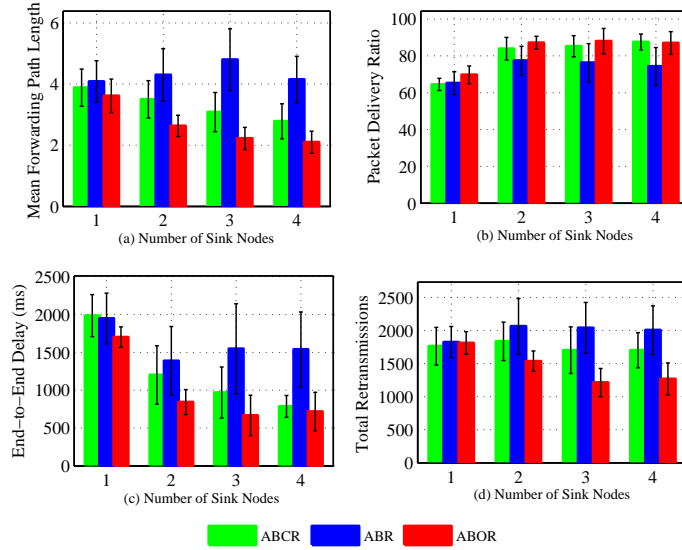 Mean Forwarding Path Length
6
4
2
0
1 2 3 4
(a) Number of Sink Nodes
Packet Delivery Ratio
100
80
60
40
20
0
1 2 3 4
(b) Number of Sink Nodes
End−to−End Delay (ms)
2500
2000
1500
1000
500
0
1 2 3 4
(c) Number of Sink Nodes
Total Retransmissions
2500
2000
1500
1000
500
0
1 2 3 4
(d) Number of Sink Nodes
ABCR ABR ABOR